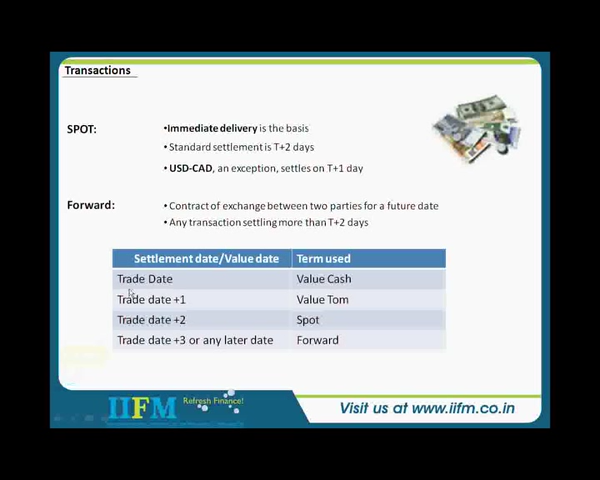 Transactions
SPOT:
•Immediate delivery is the basis
• Standard settlement is T+2 days
• USD-CAD, an exception, settles on T+1 day
Forward:
• Contract of exchange between two parties for a future date
• Any transaction settling more than T+2 days
Settlement date/Value date Term used
Trade Date Value Cash
Trade date +1 Value Tom
Trade date +2 Spot
Trade date +3 or any later date Forward
IIFM Refresh Finance!
Visit us at www.iifm.co.in